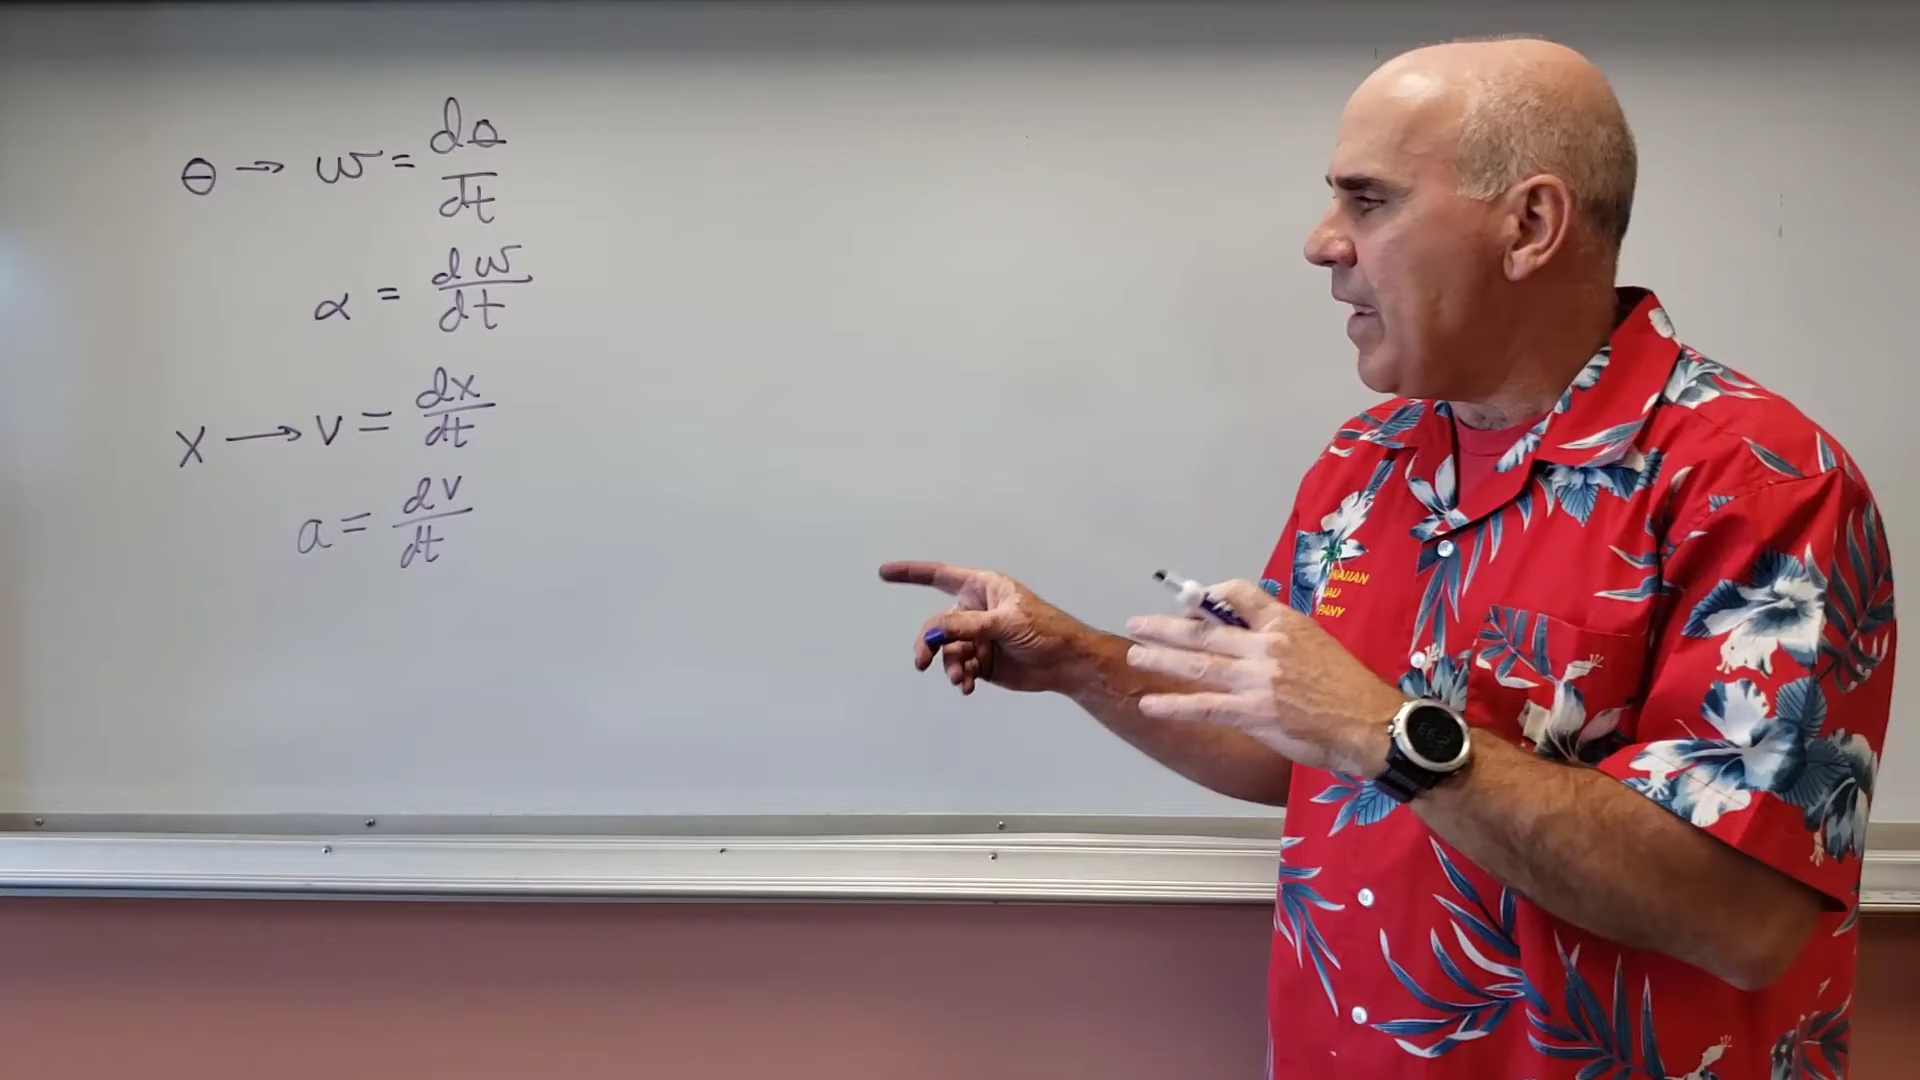 θ → ω = dθ/dt
α = dω/dt
x → v = dx/dt
a = dv/dt